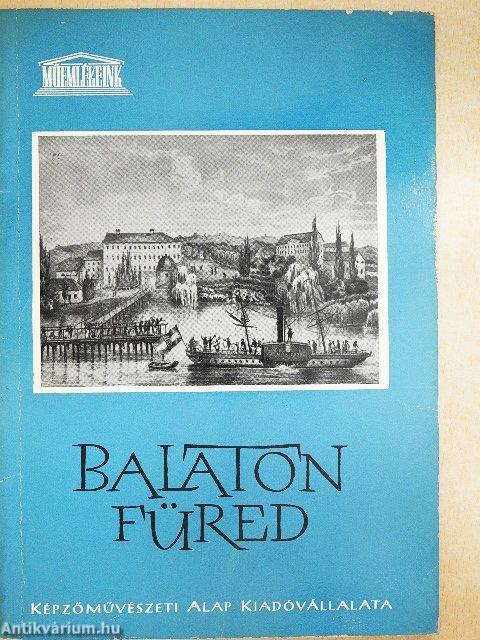 MŰEMLÉKEINK
BALATON
FÜRED
KÉPZŐMŰVÉSZETI ALAP KIADÓVÁLLALATA
Antikvárium.hu